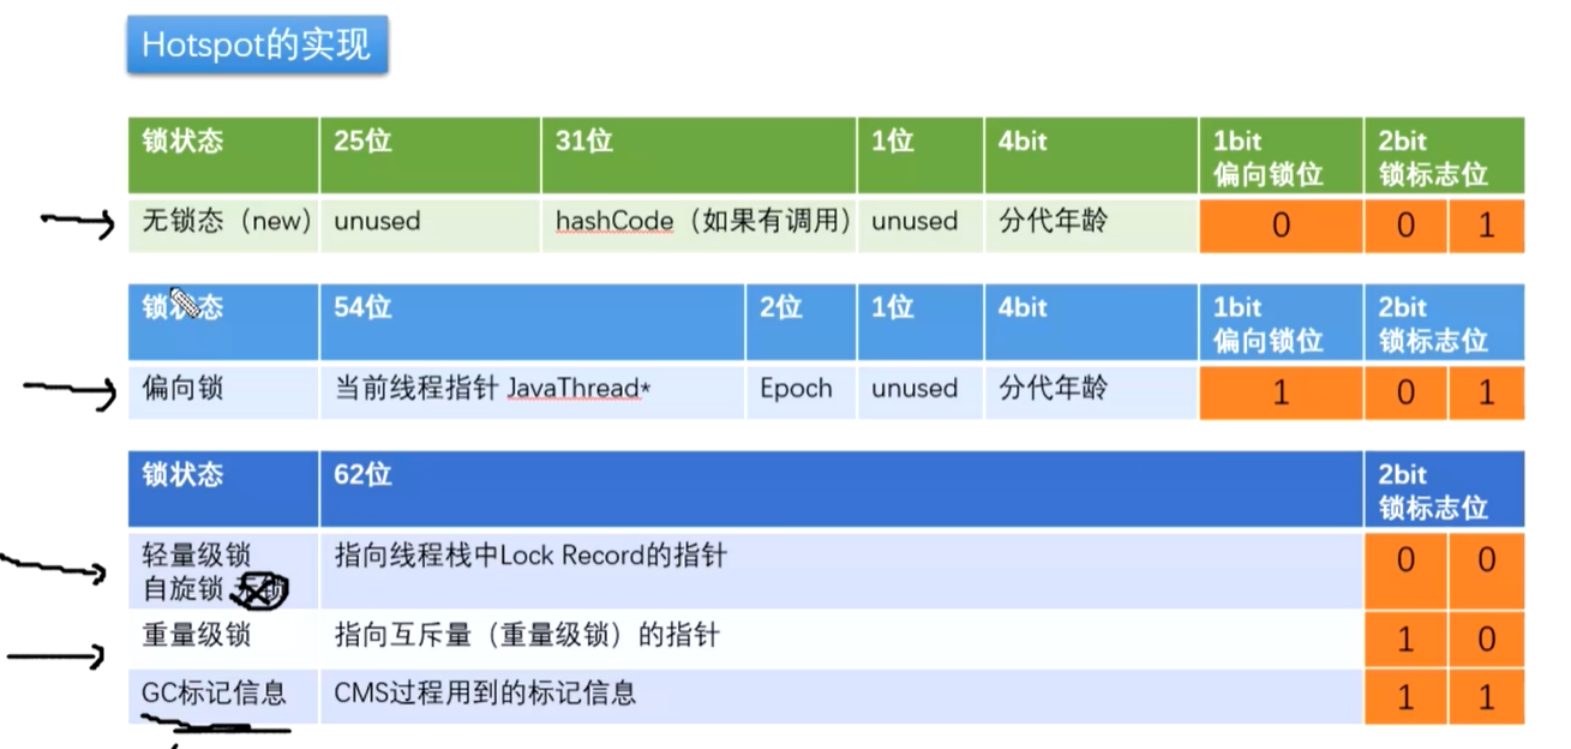 Hotspot的实现
锁状态 25位 31位 1位 4bit 1bit 2bit
偏向锁位 锁标志位
无锁态（new） unused hashCode（如果有调用） unused 分代年龄 0 0 1
锁状态 54位 2位 1位 4bit 1bit 2bit
偏向锁位 锁标志位
偏向锁 当前线程指针 JavaThread* Epoch unused 分代年龄 1 0 1
锁状态 62位 2bit
锁标志位
轻量级锁 指向线程栈中Lock Record的指针 0 0
自旋锁
重量级锁 指向互斥量（重量级锁）的指针 1 0
GC标记信息 CMS过程用到的标记信息 1 1